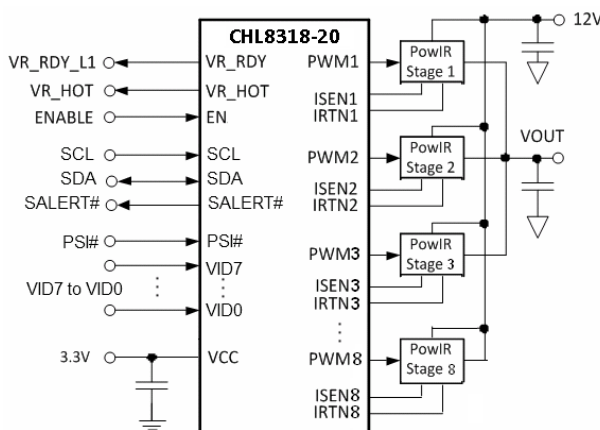 CHL8318-20
12V
VR_RDY_L1
VR_RDY
PWM1
PowIR
Stage 1
VR_HOT
VR_HOT
ISEN1
ENABLE
EN
IRTN1
VOUT
SCL
SCL
PWM2
PowIR
Stage 2
SDA
SDA
ISEN2
SALERT#
SALERT#
IRTN2
PSI#
PSI#
PWM3
PowIR
Stage 3
VID7
VID7 to VID0
ISEN3
IRTN3
VID0
3.3V
VCC
PWM8
PowIR
Stage 8
ISEN8
IRTN8